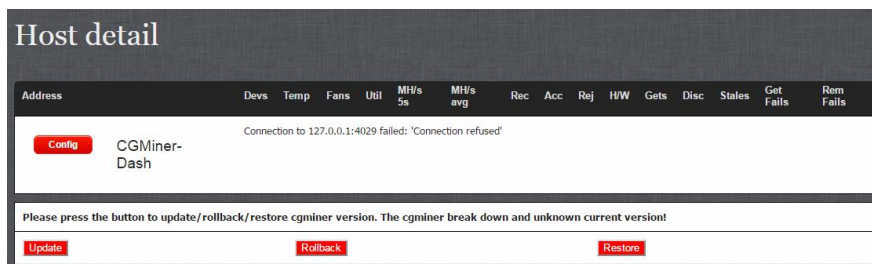 Host detail
Address Devs Temp Fans Util MH/s 5s MH/s avg Rec Acc Rej H/W Gets Disc Stales Get Fails Rem Fails
Connection to 127.0.0.1:4029 failed: 'Connection refused'
Config CGMiner-
Dash
Please press the button to update/rollback/restore cgminer version. The cgminer break down and unknown current version!
Update Rollback Restore